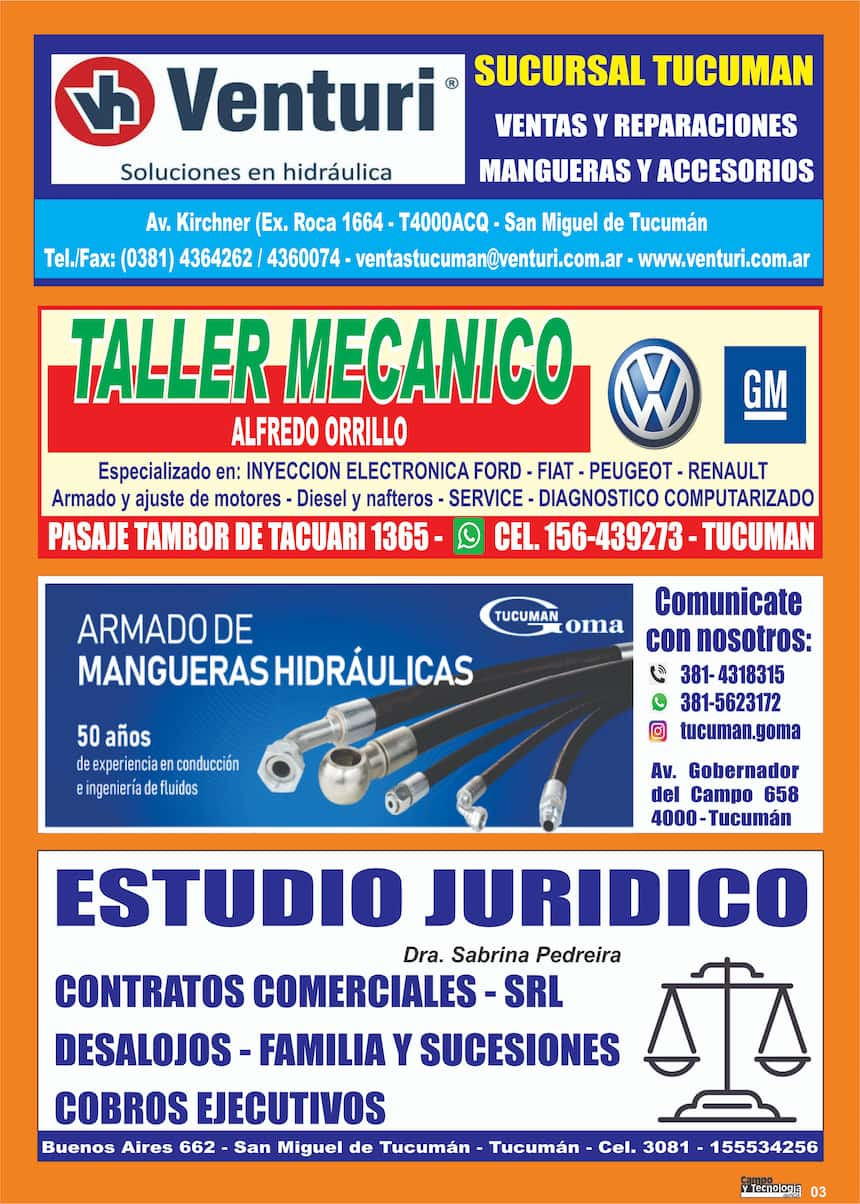 vh Venturi®
Soluciones en hidráulica
SUCURSAL TUCUMAN
VENTAS Y REPARACIONES
MANGUERAS Y ACCESORIOS
Av. Kirchner (Ex. Roca 1664 - T4000ACQ - San Miguel de Tucumán
Tel./Fax: (0381) 4364262 / 4360074 - ventastucuman@venturi.com.ar - www.venturi.com.ar
TALLER MECANICO
ALFREDO ORRILLO
VW
GM
Especializado en: INYECCION ELECTRONICA FORD - FIAT - PEUGEOT - RENAULT
Armado y ajuste de motores - Diesel y nafteros - SERVICE - DIAGNOSTICO COMPUTARIZADO
PASAJE TAMBOR DE TACUARI 1365 - CEL. 156-439273 - TUCUMAN
ARMADO DE
MANGUERAS HIDRÁULICAS
50 años
de experiencia en conducción
e ingeniería de fluidos
TUCUMAN
Goma
Comunicate
con nosotros:
381- 4318315
381-5623172
tucuman.goma
Av. Gobernador
del Campo 658
4000 - Tucumán
ESTUDIO JURIDICO
Dra. Sabrina Pedreira
CONTRATOS COMERCIALES - SRL
DESALOJOS - FAMILIA Y SUCESIONES
COBROS EJECUTIVOS
Buenos Aires 662 - San Miguel de Tucumán - Tucumán - Cel. 3081 - 155534256
Campo
y Tecnología
03